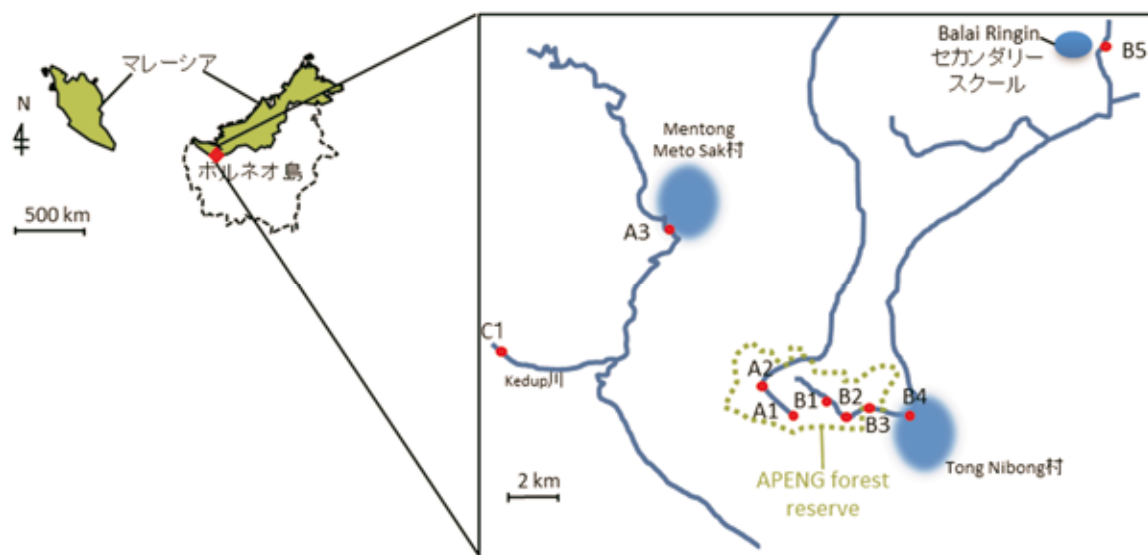 マレーシア
N
ボルネオ島
500 km
Balai Ringin
セカンダリー
スクール
B5
Mentong
Meto Sak村
A3
C1
Kedup川
A2
A1
B1
B2
B3
B4
Tong Nibong村
APENG forest
reserve
2 km